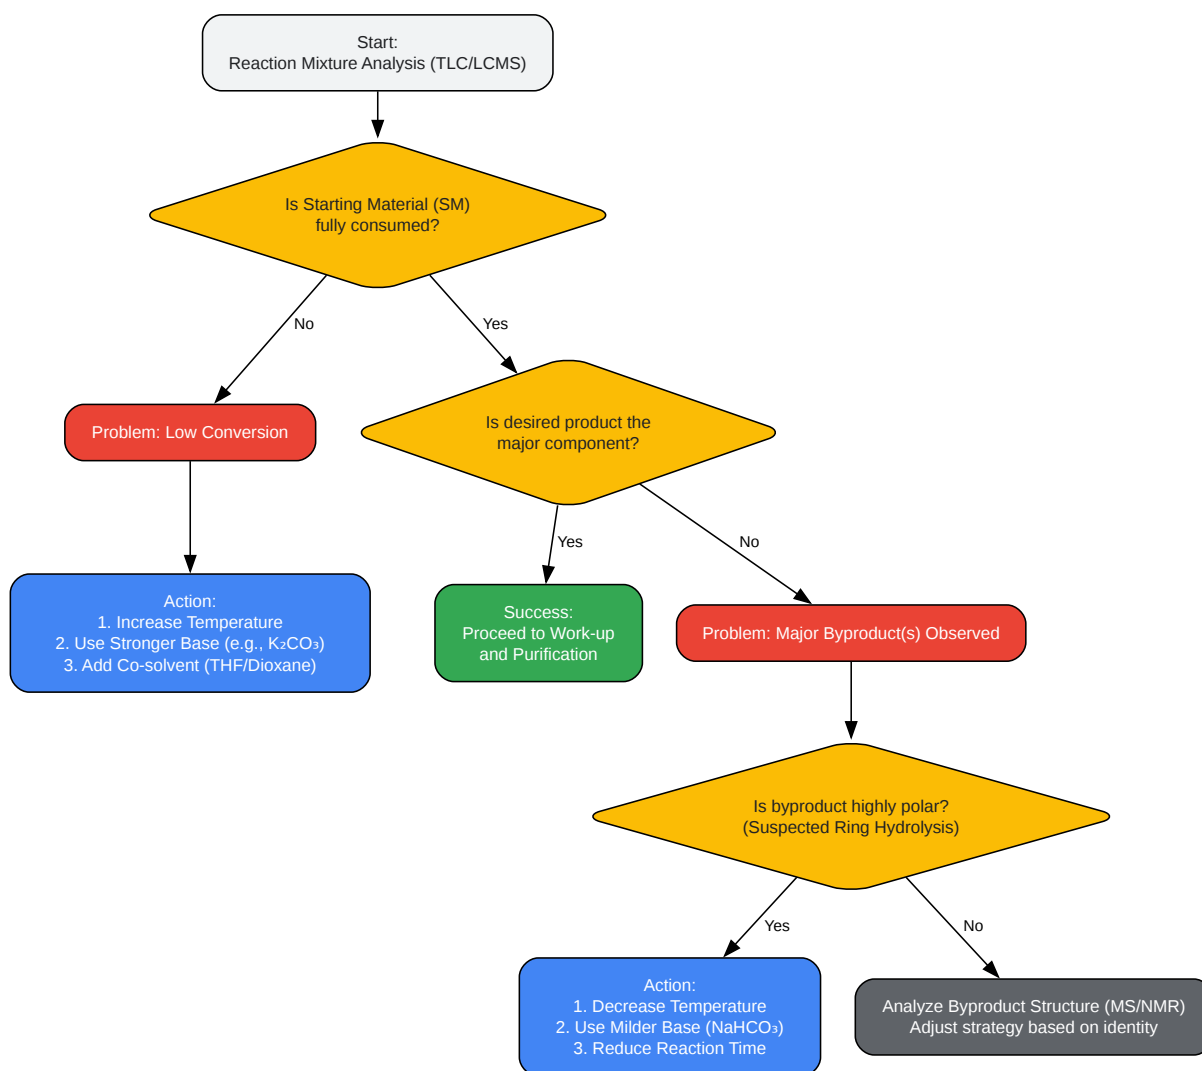 Start:
Reaction Mixture Analysis (TLC/LCMS)
Is Starting Material (SM)
fully consumed?
No
Yes
Problem: Low Conversion
Is desired product the
major component?
Yes
No
Action:
1. Increase Temperature
2. Use Stronger Base (e.g., K₂CO₃)
3. Add Co-solvent (THF/Dioxane)
Success:
Proceed to Work-up
and Purification
Problem: Major Byproduct(s) Observed
Is byproduct highly polar?
(Suspected Ring Hydrolysis)
Yes
No
Action:
1. Decrease Temperature
2. Use Milder Base (NaHCO₃)
3. Reduce Reaction Time
Analyze Byproduct Structure (MS/NMR)
Adjust strategy based on identity